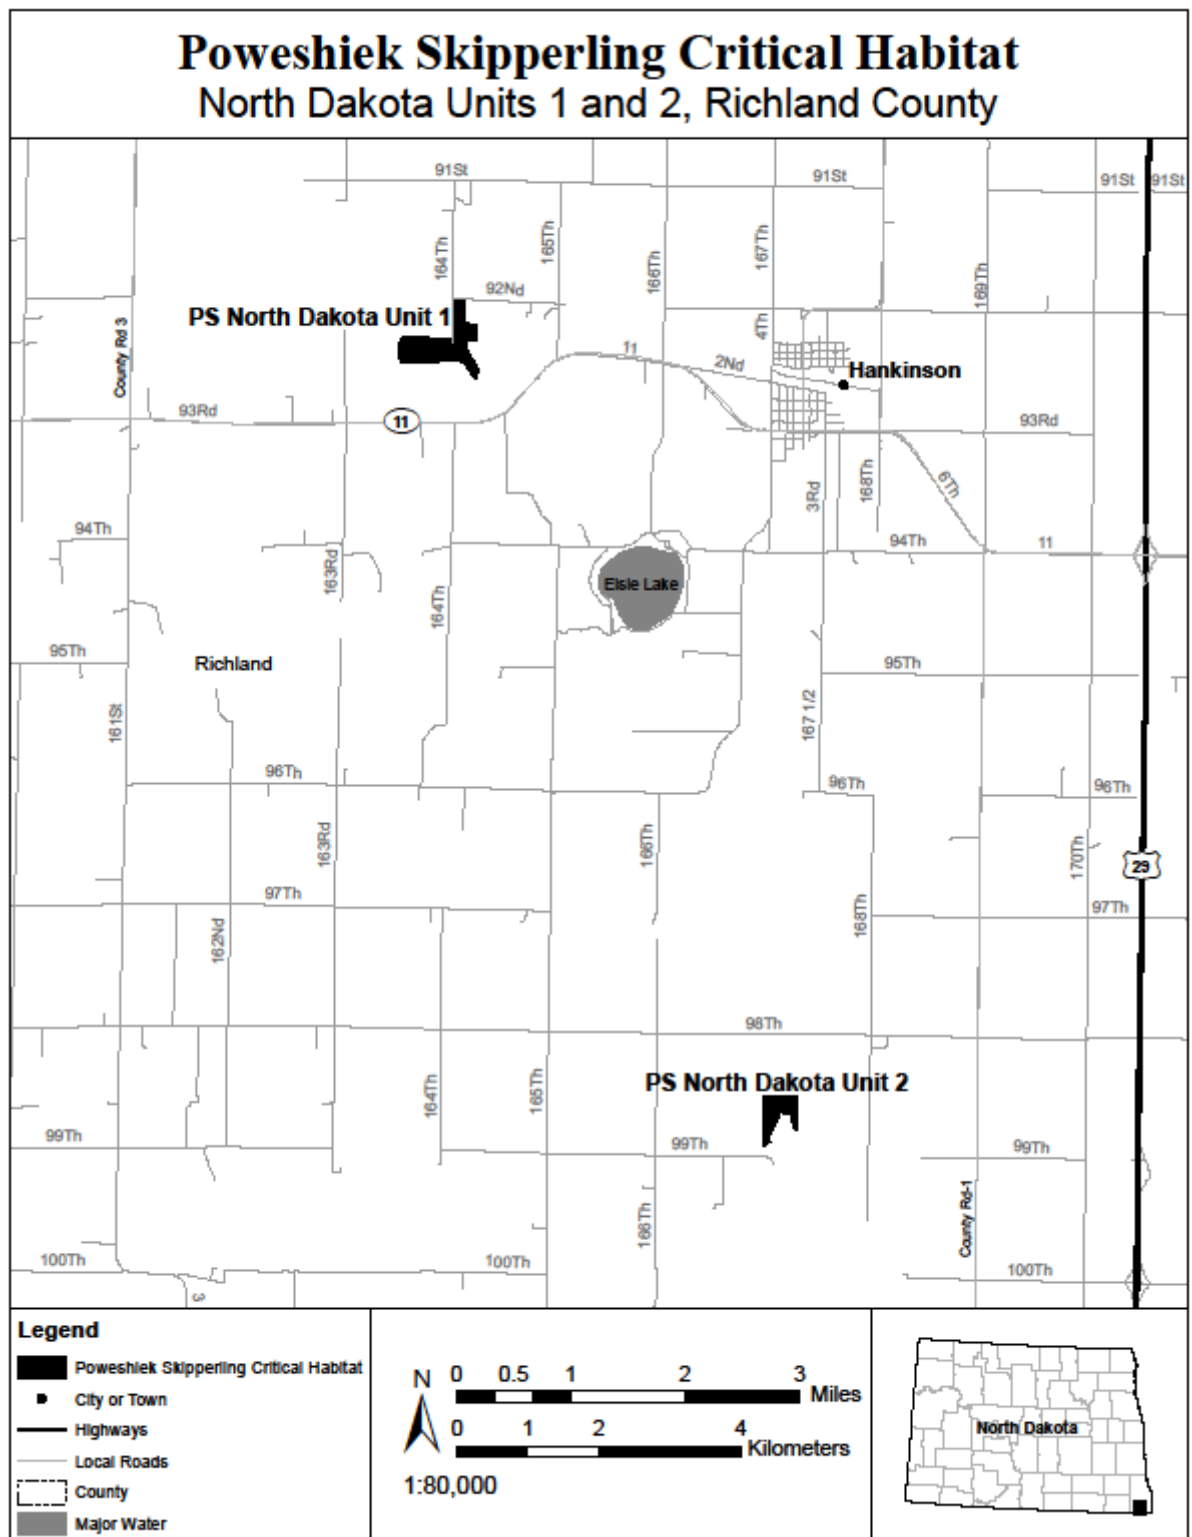 Poweshiek Skipperling Critical Habitat
North Dakota Units 1 and 2, Richland County
91St
91St
91St
91St
164Th
165Th
166Th
167Th
169Th
92Nd
PS North Dakota Unit 1
County Rd 3
4Th
11
2Nd
Hankinson
93Rd
11
93Rd
3Rd
168Th
6Th
94Th
94Th
11
163Rd
164Th
Elsie Lake
95Th
Richland
95Th
161St
167 1/2
96Th
96Th
96Th
163Rd
166Th
170Th
29
97Th
97Th
162Nd
168Th
98Th
PS North Dakota Unit 2
164Th
165Th
99Th
99Th
99Th
166Th
County Rd-1
100Th
100Th
100Th
3
Legend
Poweshiek Skipperling Critical Habitat
City or Town
Highways
Local Roads
County
Major Water
N
0 0.5 1 2 3
Miles
0 1 2 4
Kilometers
1:80,000
North Dakota